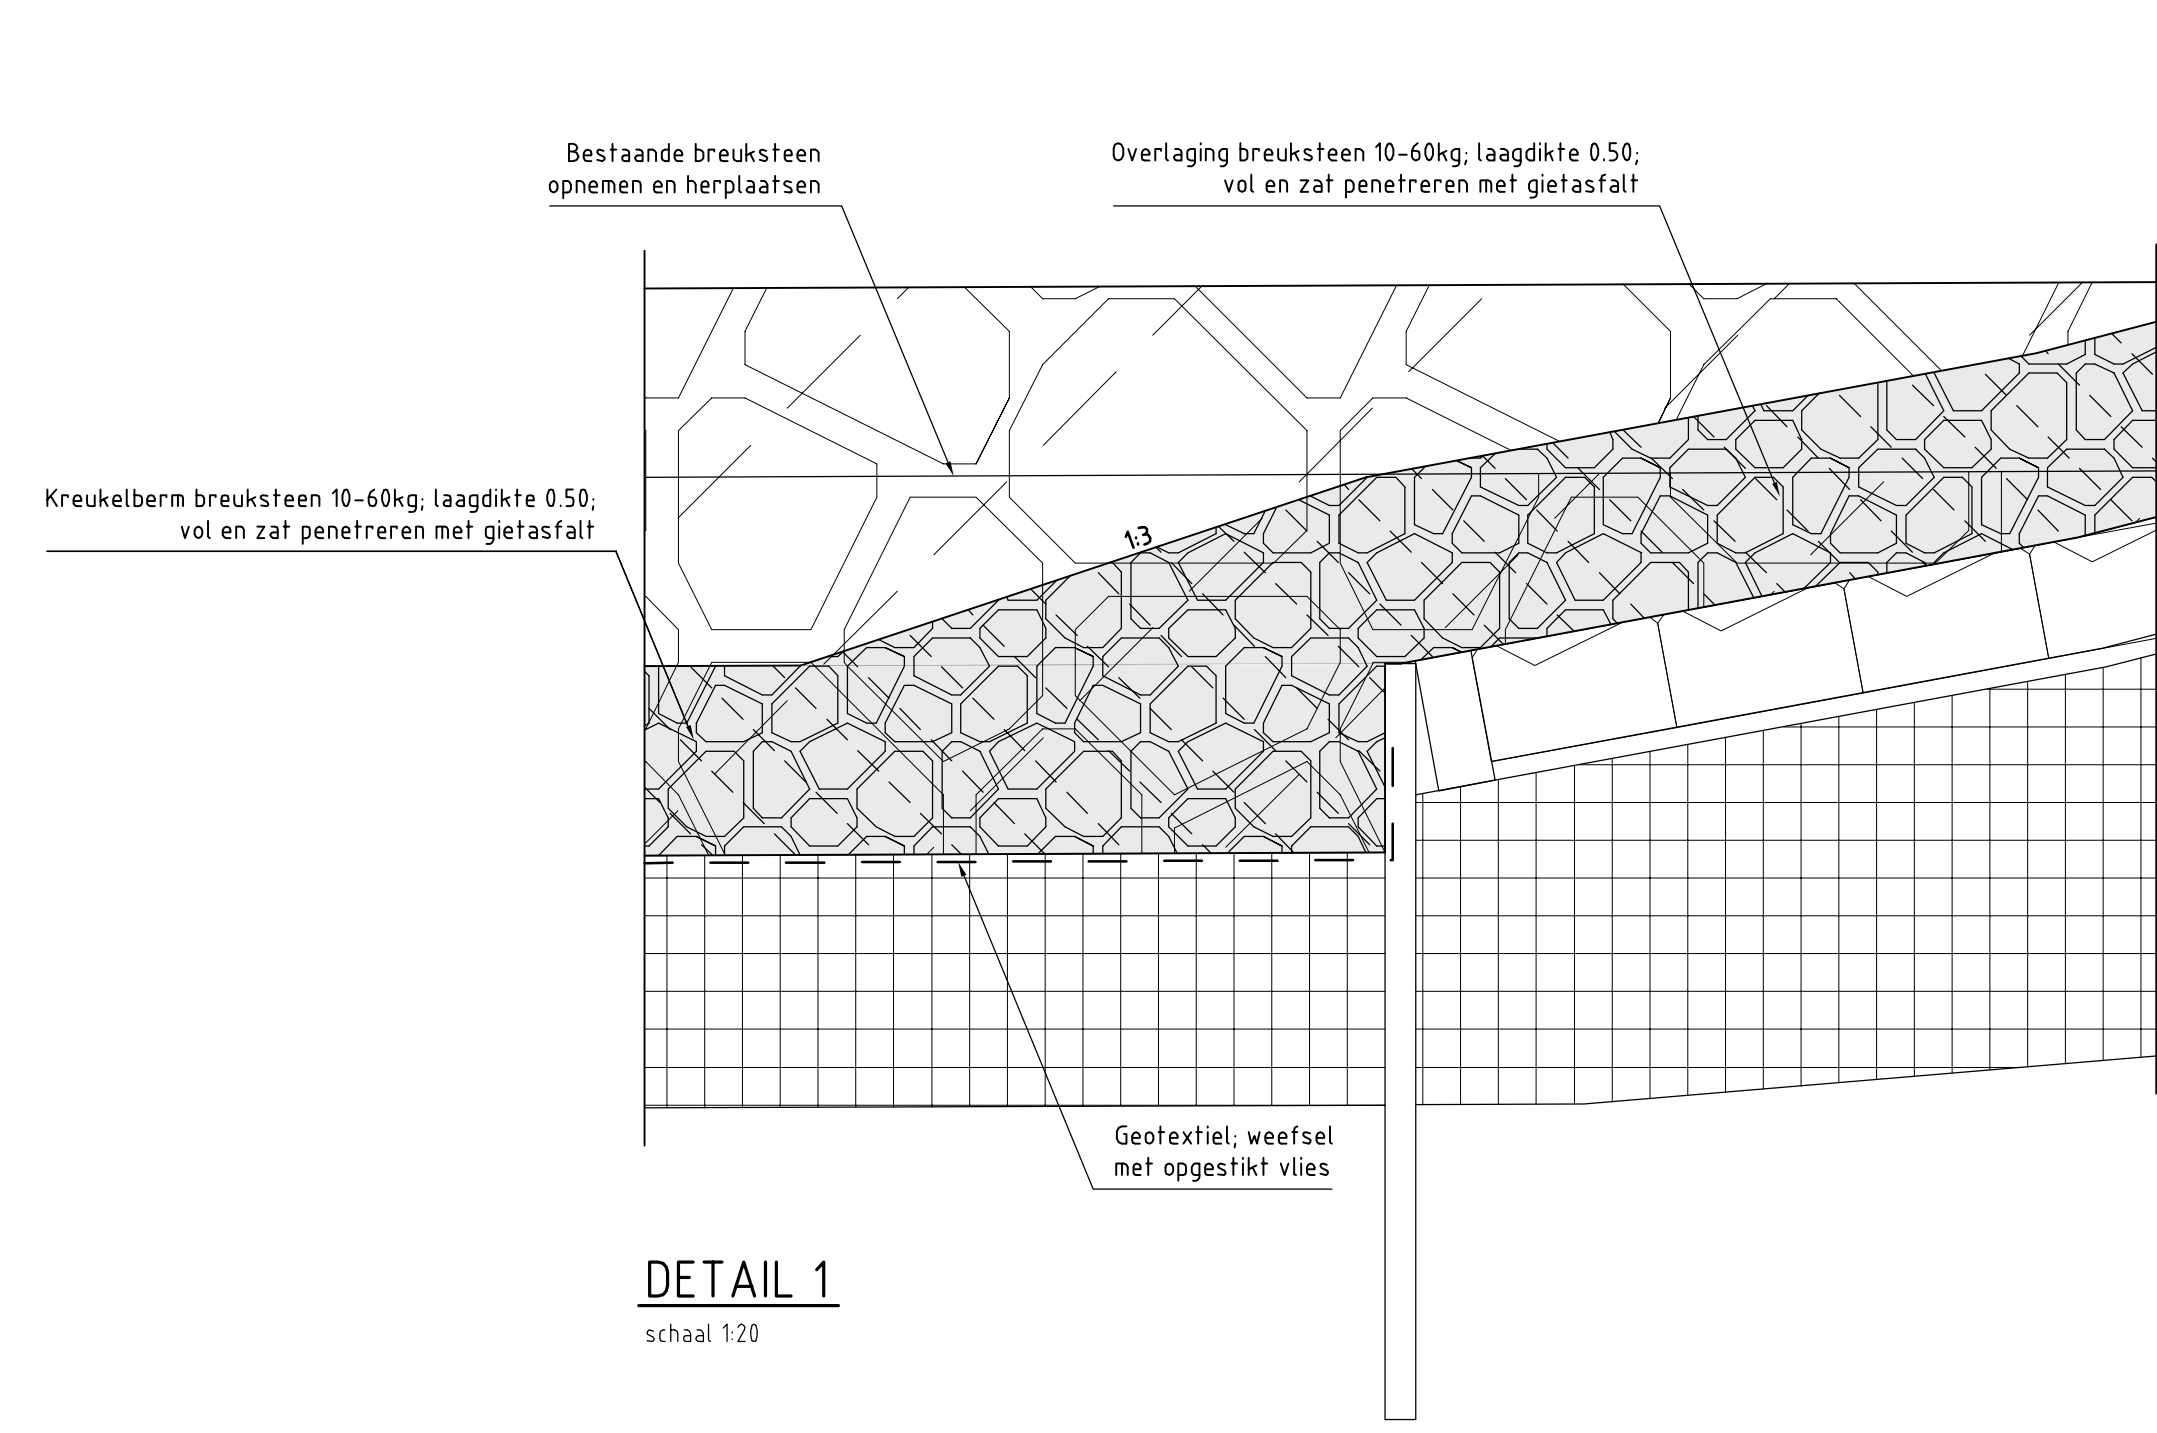 Bestaande breuksteen
opnemen en herplaatsen
Overlaging breuksteen 10-60kg; laagdikte 0.50;
vol en zat penetreren met gietasfalt
Kreukelberm breuksteen 10-60kg; laagdikte 0.50;
vol en zat penetreren met gietasfalt
1:3
Geotextiel; weefsel
met opgestikt vlies
DETAIL 1
schaal 1:20